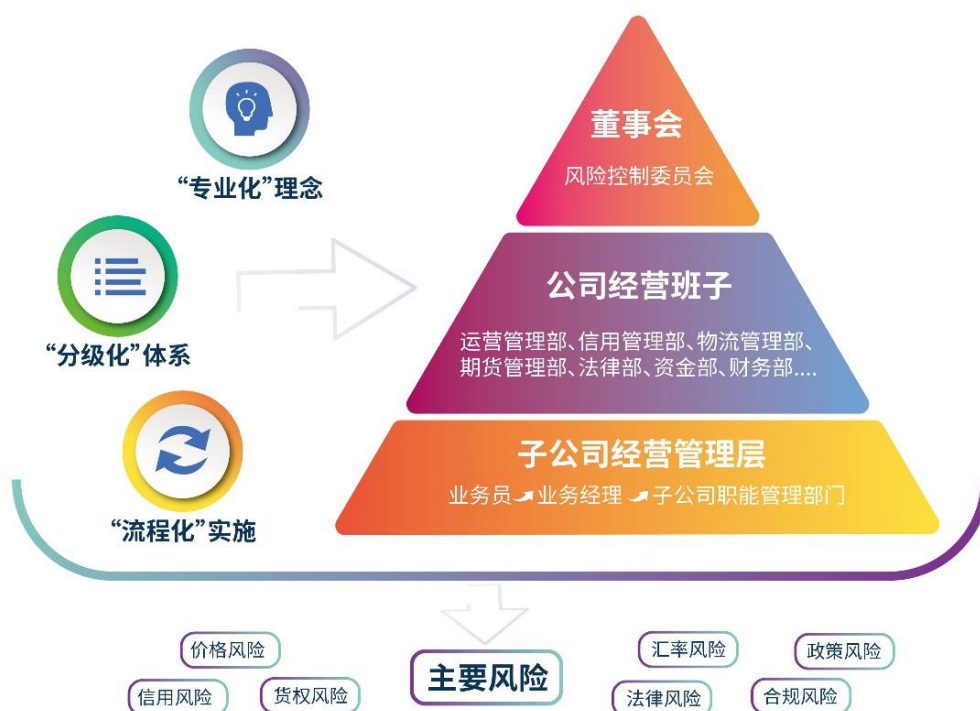 董事会
风险控制委员会
“专业化”理念
公司经营班子
运营管理部、信用管理部、物流管理部、
期货管理部、法律部、资金部、财务部....
“分级化”体系
子公司经营管理层
业务员➚业务经理➚子公司职能管理部门
“流程化”实施
价格风险
信用风险
货权风险
主要风险
汇率风险
政策风险
法律风险
合规风险